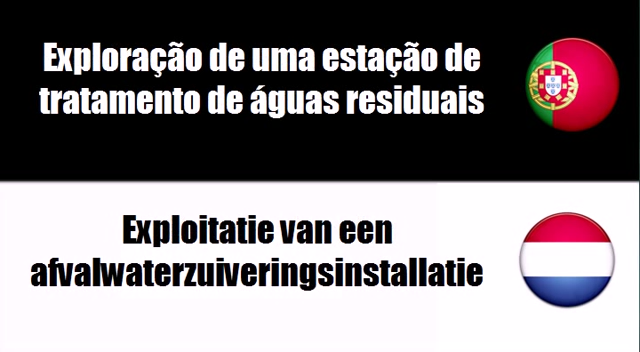 Exploração de uma estação de
tratamento de águas residuais
Exploitatie van een
afvalwaterzuiveringsinstallatie